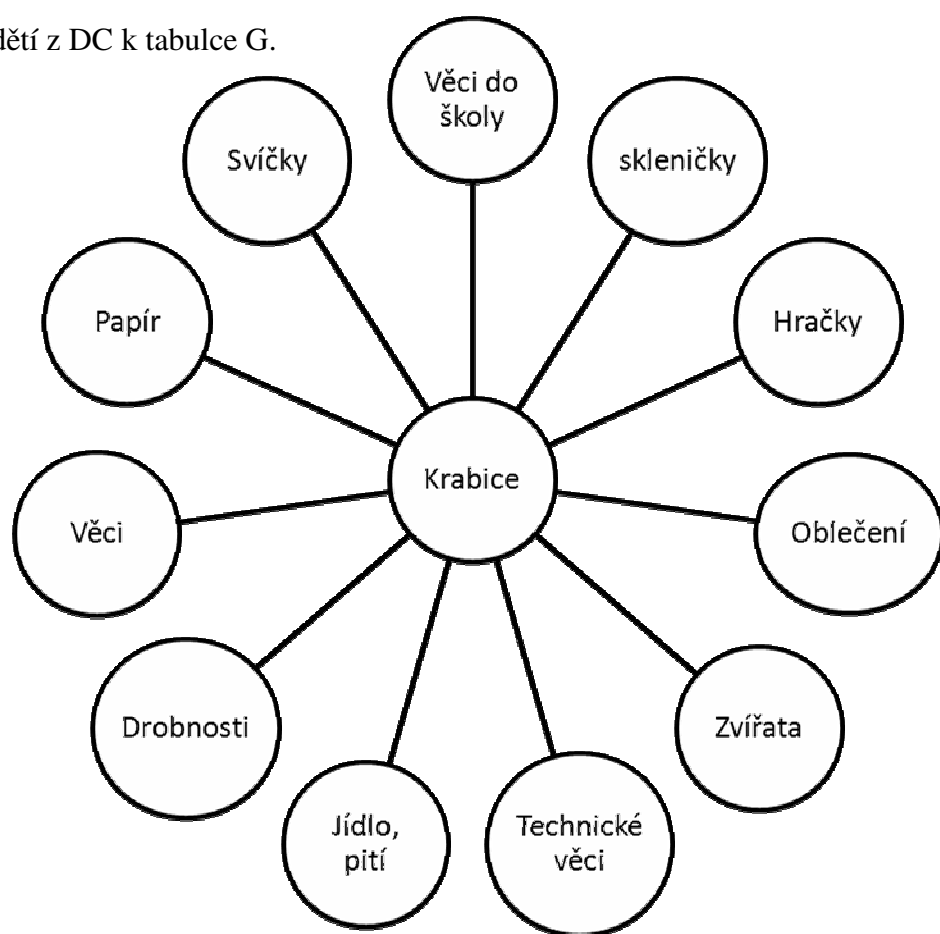 dětí z DC k tabulce G.
Věci do
školy
skleničky
Hračky
Oblečení
Zvířata
Technické
věci
Jídlo,
pití
Drobnosti
Věci
Papír
Svíčky
Krabice